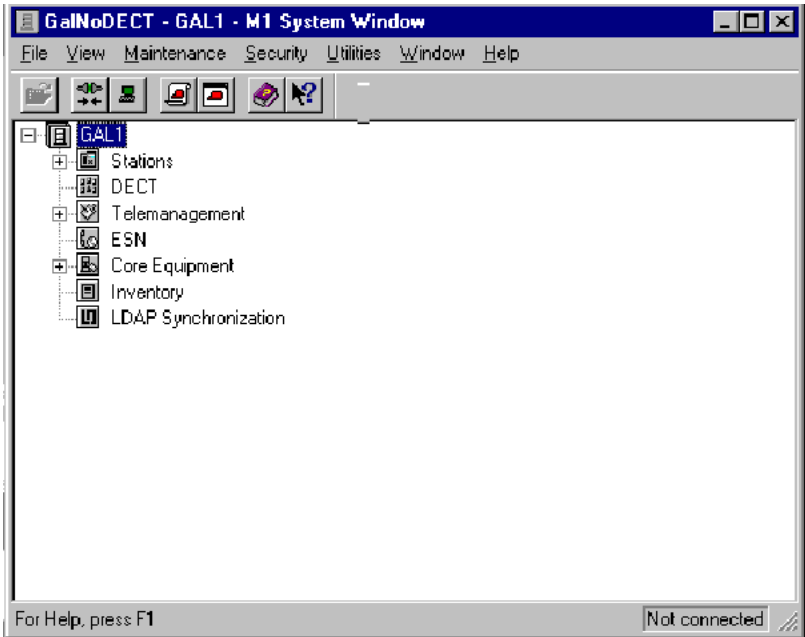 GalNoDECT - GAL1 - M1 System Window
File View Maintenance Security Utilities Window Help
GAL1
Stations
DECT
Telemanagement
ESN
Core Equipment
Inventory
LDAP Synchronization
For Help, press F1 Not connected